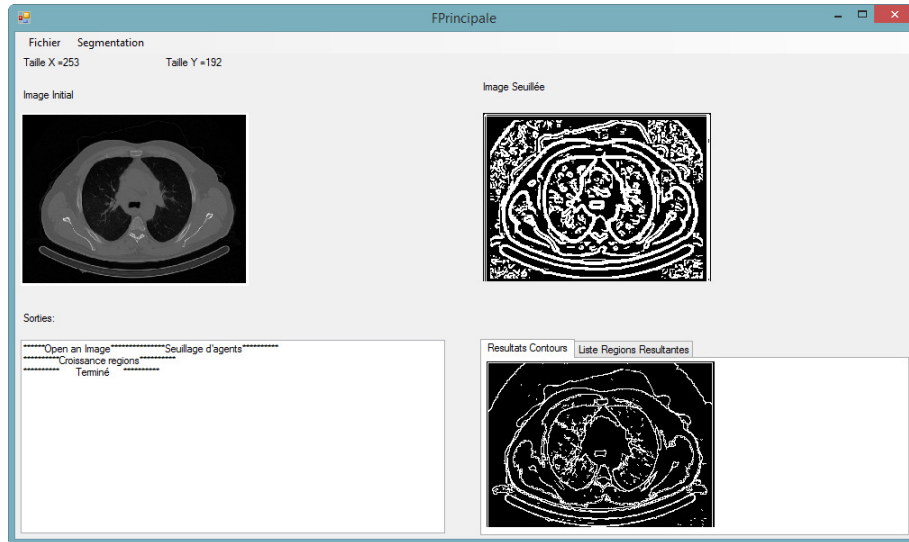 FPrincipale
Fichier Segmentation
Taille X =253 Taille Y =192
Image Initial
Image Seuillée
Sorties:
******Open an Image***************Seuillage d'agents**********
**********Croissance regions**********
********** Terminé **********
Resultats Contours Liste Regions Resultantes